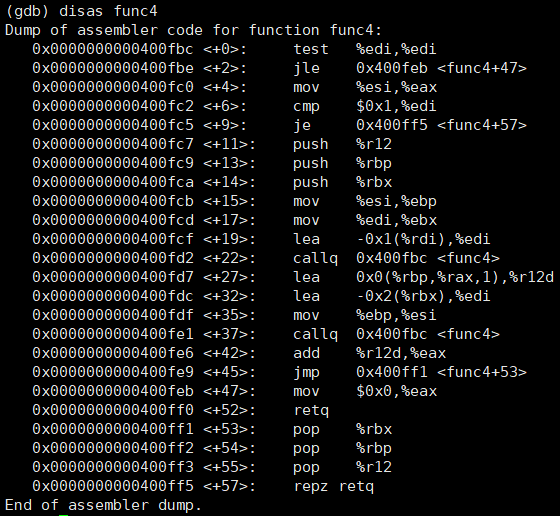 (gdb) disas func4
Dump of assembler code for function func4:
   0x0000000000400fbc <+0>:     test   %edi,%edi
   0x0000000000400fbe <+2>:     jle    0x400feb <func4+47>
   0x0000000000400fc0 <+4>:     mov    %esi,%eax
   0x0000000000400fc2 <+6>:     cmp    $0x1,%edi
   0x0000000000400fc5 <+9>:     je     0x400ff5 <func4+57>
   0x0000000000400fc7 <+11>:    push   %r12
   0x0000000000400fc9 <+13>:    push   %rbp
   0x0000000000400fca <+14>:    push   %rbx
   0x0000000000400fcb <+15>:    mov    %esi,%ebp
   0x0000000000400fcd <+17>:    mov    %edi,%ebx
   0x0000000000400fcf <+19>:    lea    -0x1(%rdi),%edi
   0x0000000000400fd2 <+22>:    callq  0x400fbc <func4>
   0x0000000000400fd7 <+27>:    lea    0x0(%rbp,%rax,1),%r12d
   0x0000000000400fdc <+32>:    lea    -0x2(%rbx),%edi
   0x0000000000400fdf <+35>:    mov    %ebp,%esi
   0x0000000000400fe1 <+37>:    callq  0x400fbc <func4>
   0x0000000000400fe6 <+42>:    add    %r12d,%eax
   0x0000000000400fe9 <+45>:    jmp    0x400ff1 <func4+53>
   0x0000000000400feb <+47>:    mov    $0x0,%eax
   0x0000000000400ff0 <+52>:    retq
   0x0000000000400ff1 <+53>:    pop    %rbx
   0x0000000000400ff2 <+54>:    pop    %rbp
   0x0000000000400ff3 <+55>:    pop    %r12
   0x0000000000400ff5 <+57>:    repz retq
End of assembler dump.